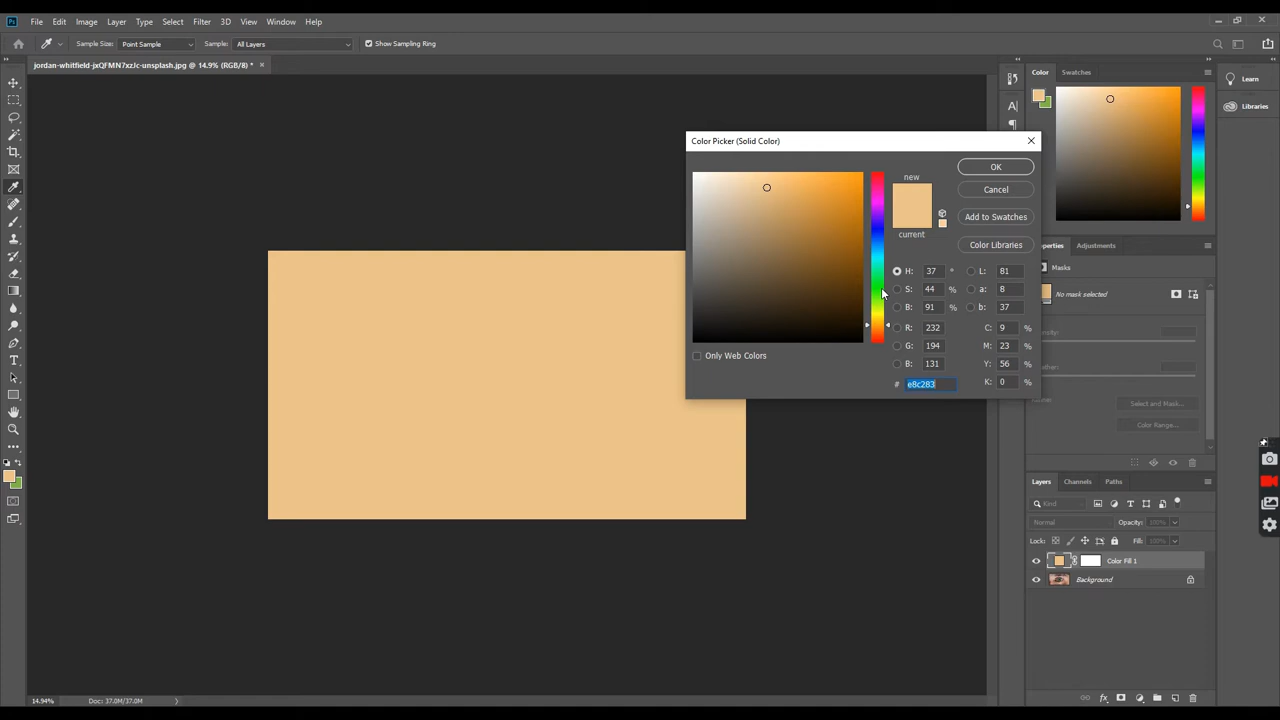 Ps File Edit Image Layer Type Select Filter 3D View Window Help
Sample Size: Point Sample Sample: All Layers Show Sampling Ring
jordan-whitfield-jxQFMN7xzJc-unsplash.jpg @ 14.9% (RGB/8) *
Color Swatches
Learn
Libraries
Color Picker (Solid Color)
new
current
OK
Cancel
Add to Swatches
Color Libraries
H: 37 ° L: 81
S: 44 % a: 8
B: 91 % b: 37
R: 232 C: 9 %
G: 194 M: 23 %
B: 131 Y: 56 %
# e8c283 K: 0 %
Only Web Colors
operties Adjustments
Masks
No mask selected
Select and Mask...
Color Range...
Layers Channels Paths
Kind
Normal Opacity: 100%
Lock: Fill: 100%
Color Fill 1
Background
fx
14.94% Doc: 37.0M/37.0M